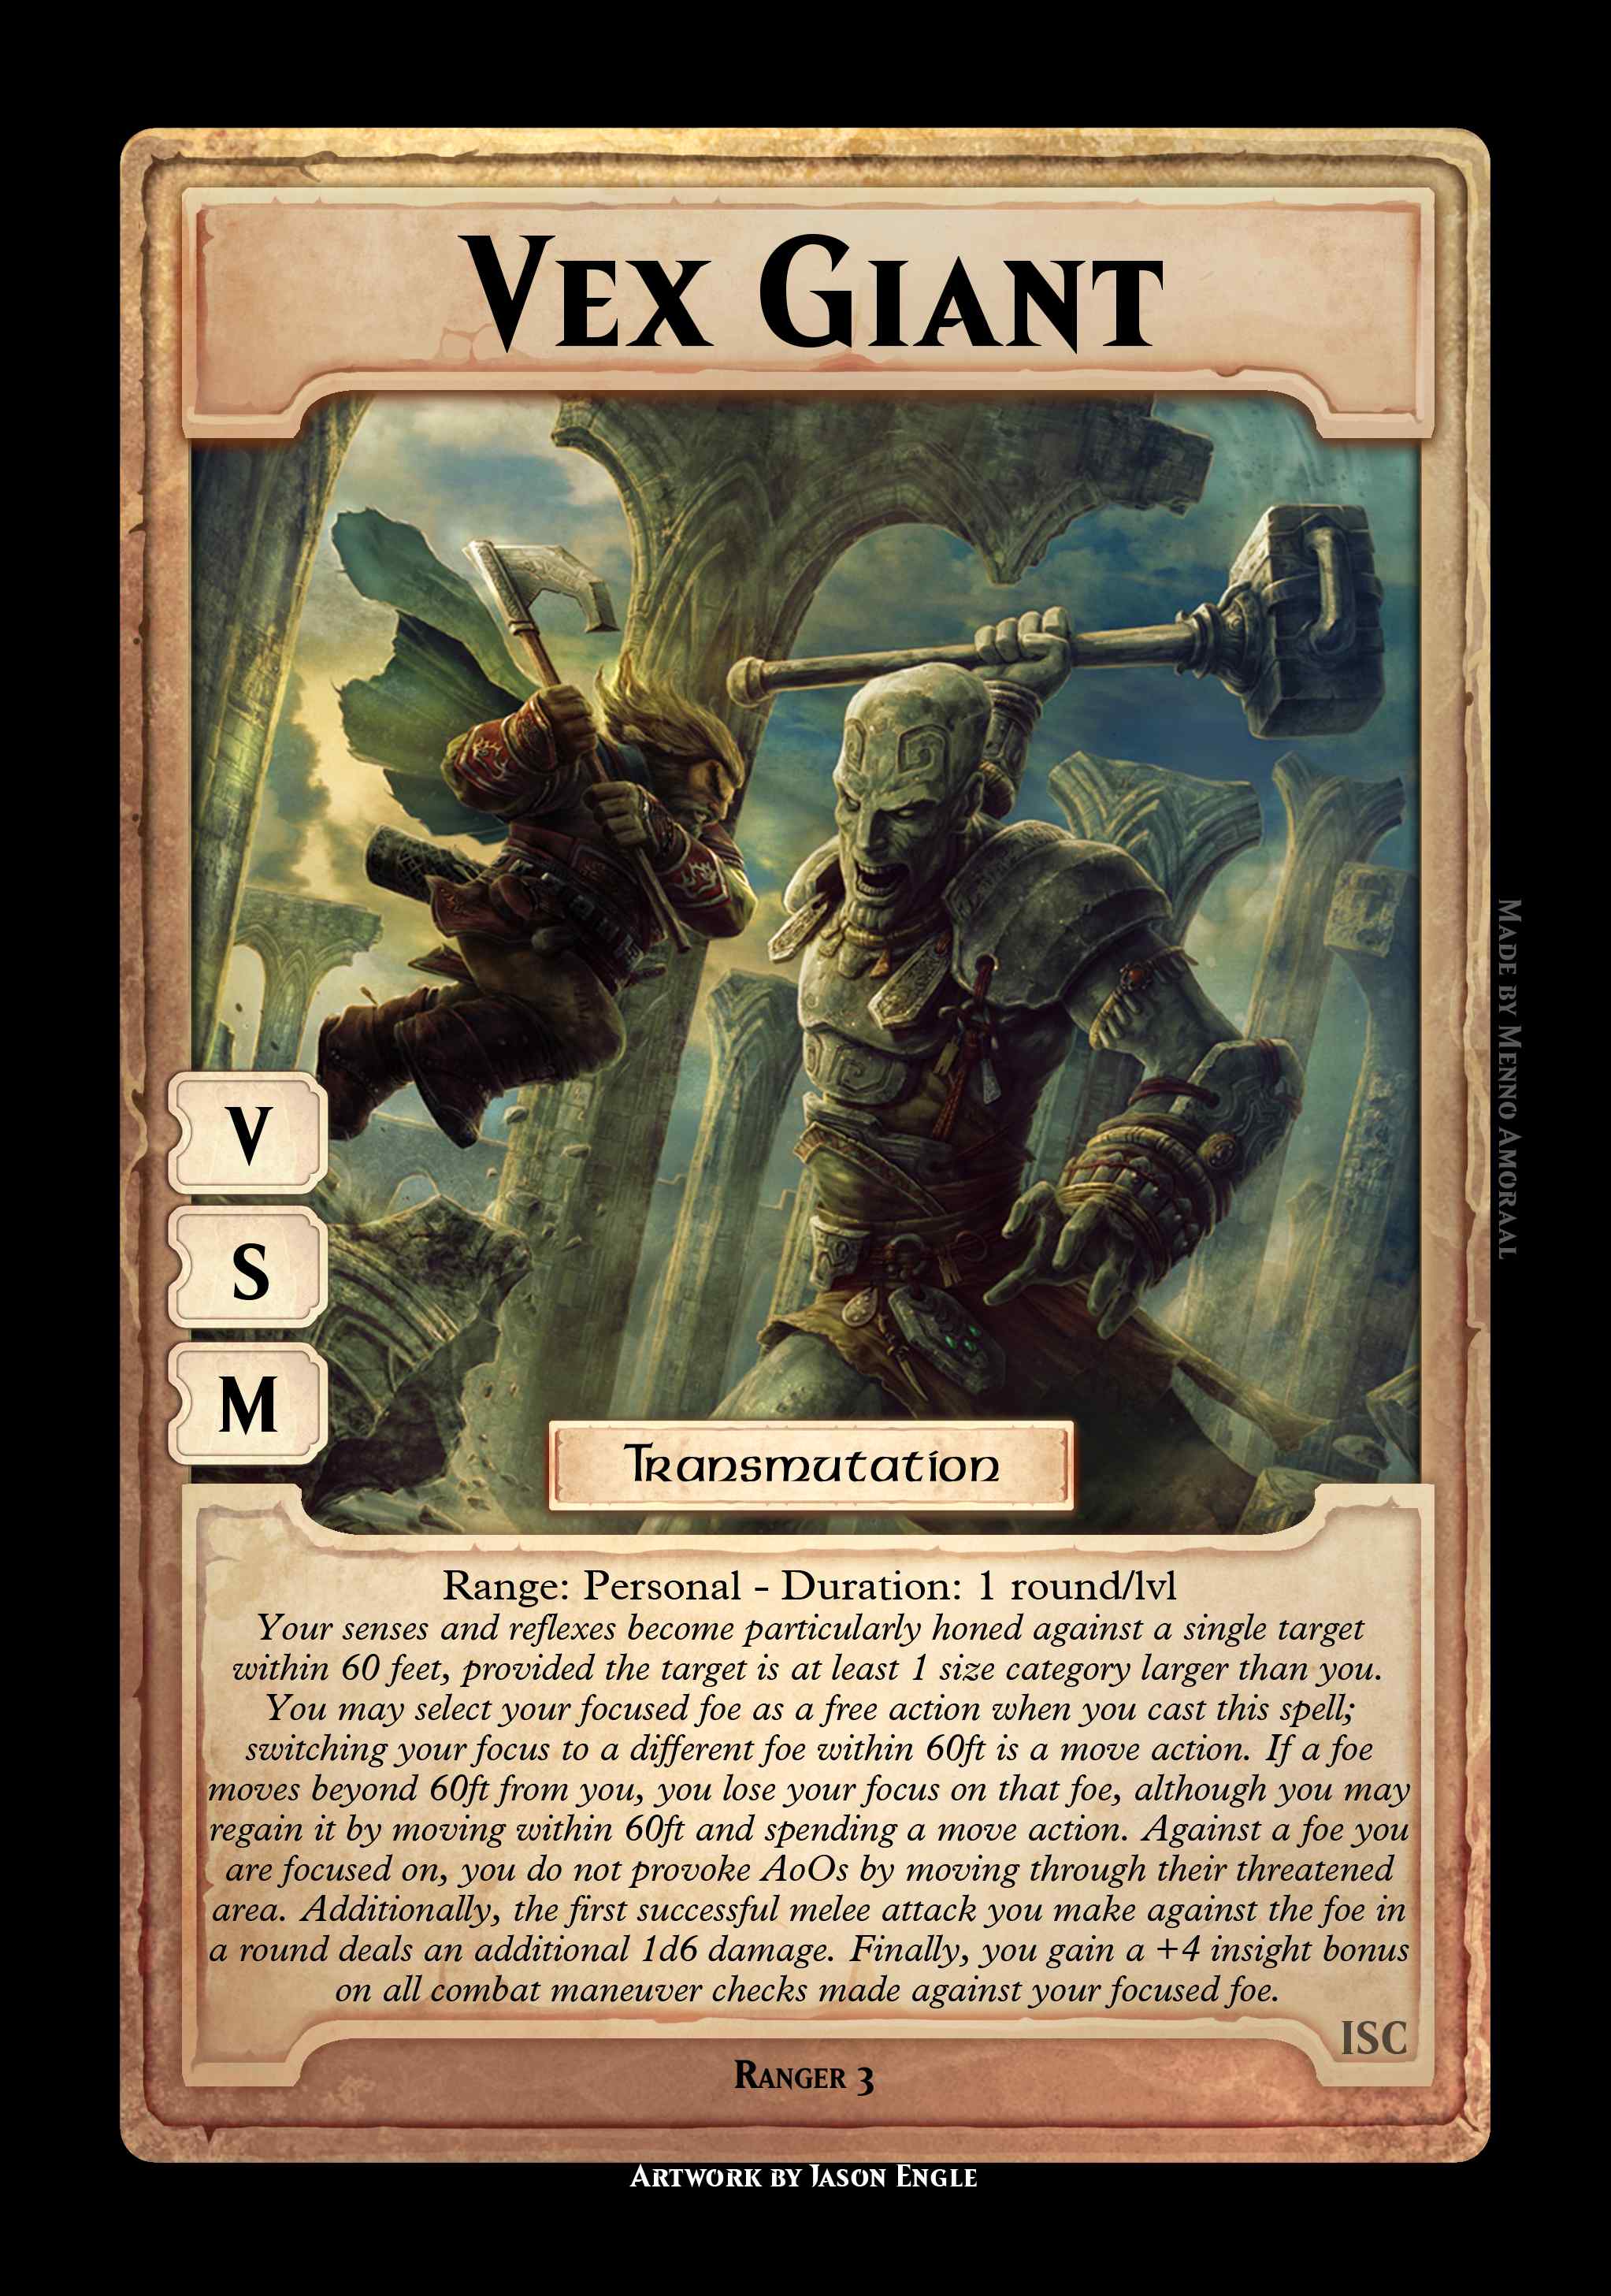 Vex Giant
V
S
M
Transmutation
Range: Personal - Duration: 1 round/lvl
Your senses and reflexes become particularly honed against a single target
within 60 feet, provided the target is at least 1 size category larger than you.
You may select your focused foe as a free action when you cast this spell;
switching your focus to a different foe within 60ft is a move action. If a foe
moves beyond 60ft from you, you lose your focus on that foe, although you may
regain it by moving within 60ft and spending a move action. Against a foe you
are focused on, you do not provoke AoOs by moving through their threatened
area. Additionally, the first successful melee attack you make against the foe in
a round deals an additional 1d6 damage. Finally, you gain a +4 insight bonus
on all combat maneuver checks made against your focused foe.
ISC
Ranger 3
Artwork by Jason Engle
Made by Menno Amoraal